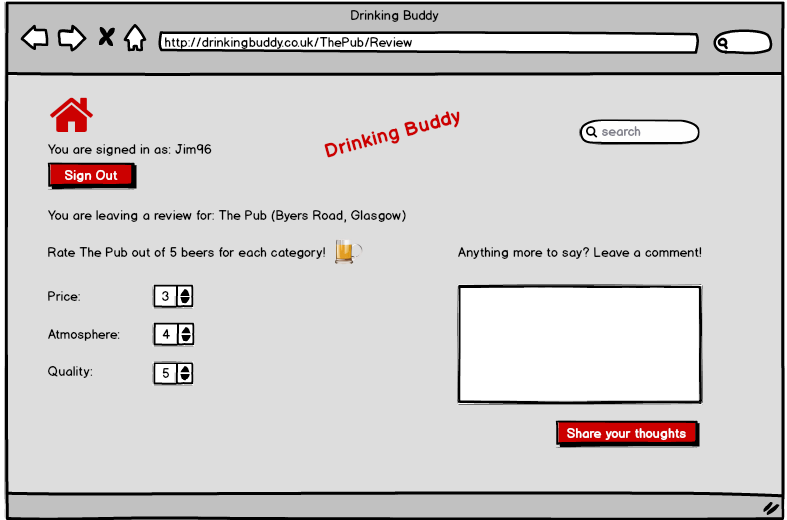 Drinking Buddy
http://drinkingbuddy.co.uk/ThePub/Review
Drinking Buddy
search
You are signed in as: Jim96
Sign Out
You are leaving a review for: The Pub (Byers Road, Glasgow)
Rate The Pub out of 5 beers for each category!
Anything more to say? Leave a comment!
Price: 3
Atmosphere: 4
Quality: 5
Share your thoughts